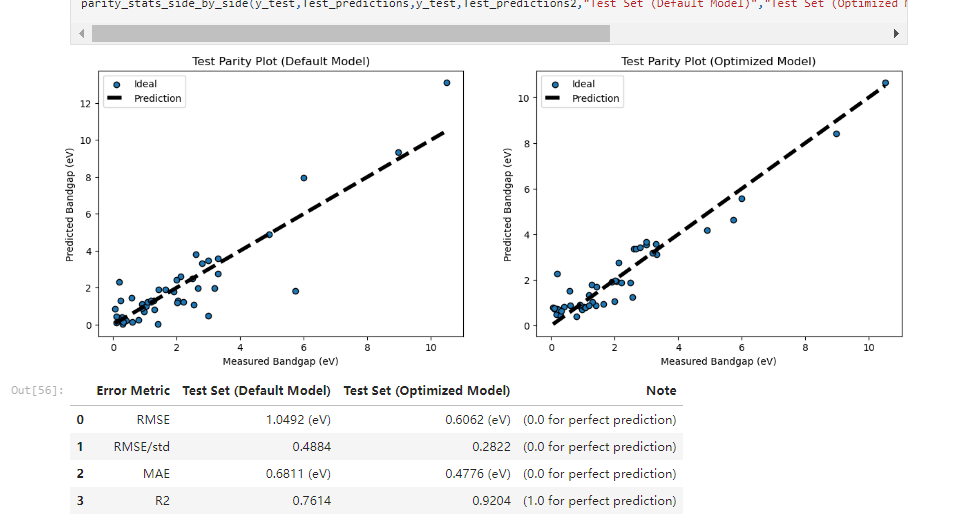 parity_stats_side_by_side(y_test,Test_predictions,y_test,Test_predictions2,"Test Set (Default Model)","Test Set (Optimized M
Test Parity Plot (Default Model)
Ideal
Prediction
12
10
8
6
4
2
0
Predicted Bandgap (eV)
0 2 4 6 8 10
Measured Bandgap (eV)
Test Parity Plot (Optimized Model)
Ideal
Prediction
10
8
6
4
2
0
Predicted Bandgap (eV)
0 2 4 6 8 10
Measured Bandgap (eV)
Out[56]:
Error Metric Test Set (Default Model) Test Set (Optimized Model) Note
0 RMSE 1.0492 (eV) 0.6062 (eV) (0.0 for perfect prediction)
1 RMSE/std 0.4884 0.2822 (0.0 for perfect prediction)
2 MAE 0.6811 (eV) 0.4776 (eV) (0.0 for perfect prediction)
3 R2 0.7614 0.9204 (1.0 for perfect prediction)